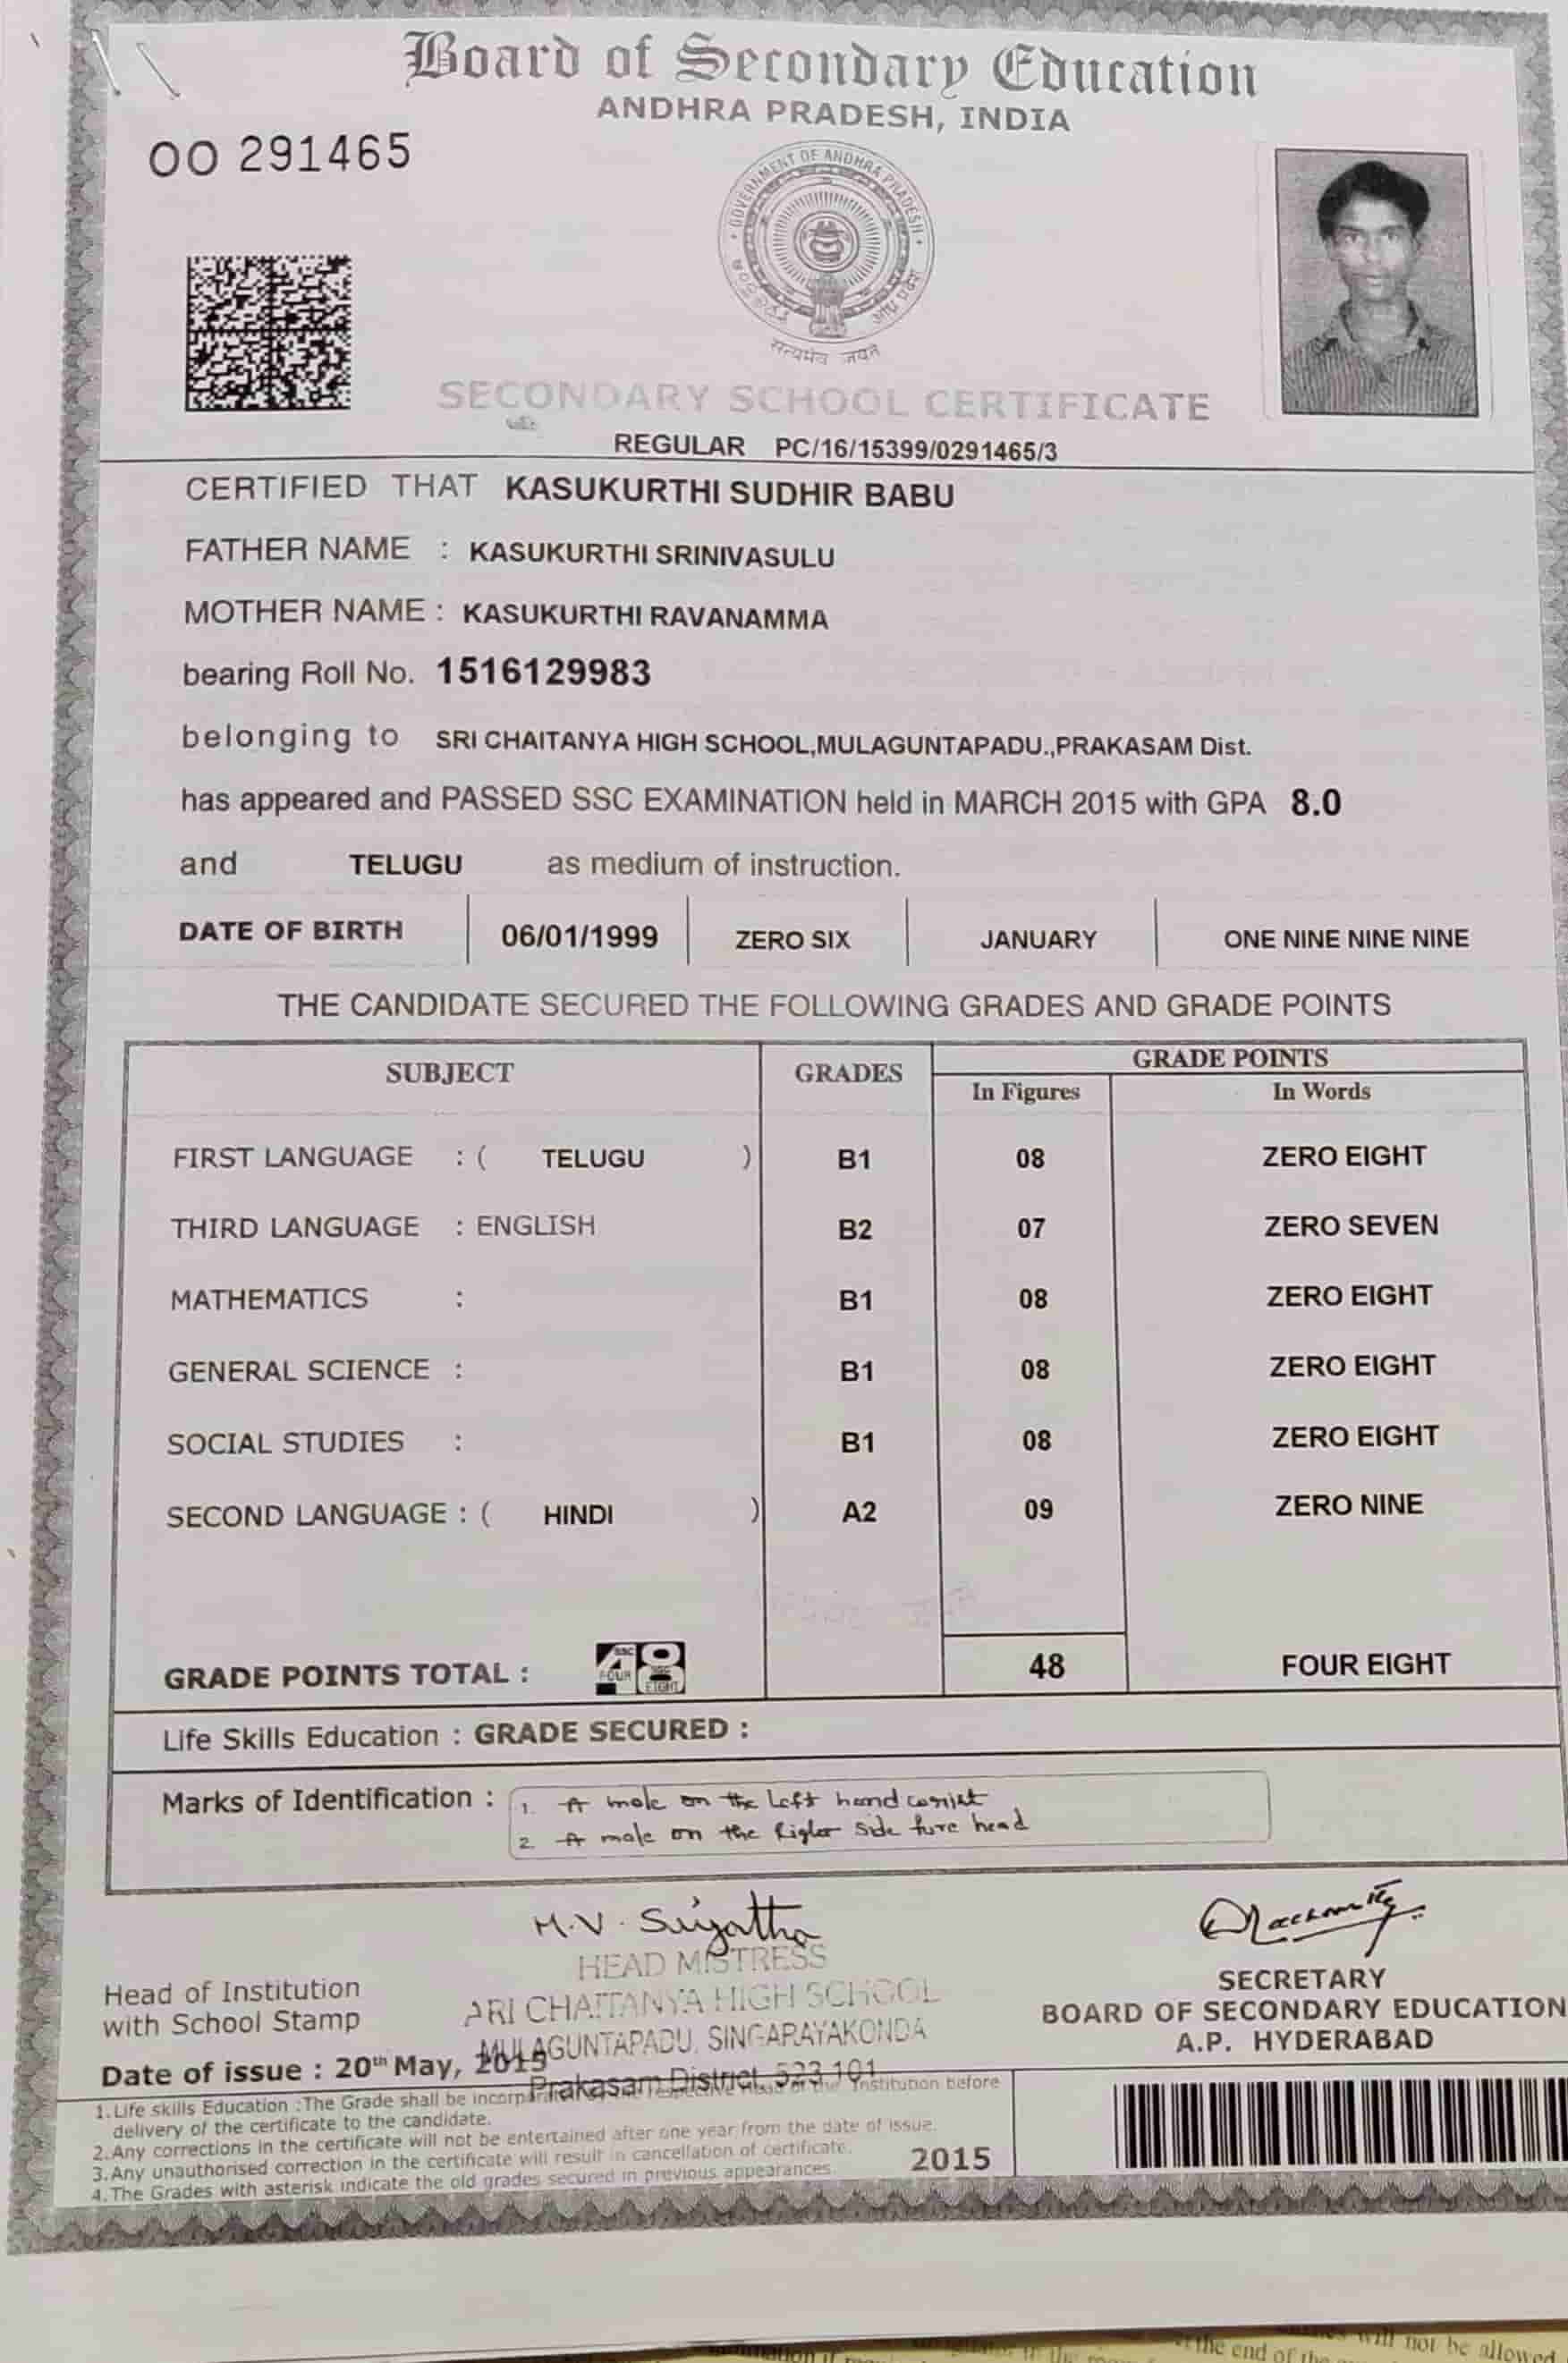 Board of Secondary Education
ANDHRA PRADESH, INDIA
OO 291465
GOVERNMENT OF ANDHRA PRADESH
सत्यमेव जयते
SECONDARY SCHOOL CERTIFICATE
REGULAR PC/16/15399/0291465/3
CERTIFIED THAT KASUKURTHI SUDHIR BABU
FATHER NAME : KASUKURTHI SRINIVASULU
MOTHER NAME : KASUKURTHI RAVANAMMA
bearing Roll No. 1516129983
belonging to SRI CHAITANYA HIGH SCHOOL,MULAGUNTAPADU.,PRAKASAM Dist.
has appeared and PASSED SSC EXAMINATION held in MARCH 2015 with GPA 8.0
and TELUGU as medium of instruction.
DATE OF BIRTH 06/01/1999 ZERO SIX JANUARY ONE NINE NINE NINE
THE CANDIDATE SECURED THE FOLLOWING GRADES AND GRADE POINTS
SUBJECT GRADES GRADE POINTS
In Figures In Words
FIRST LANGUAGE : ( TELUGU ) B1 08 ZERO EIGHT
THIRD LANGUAGE : ENGLISH B2 07 ZERO SEVEN
MATHEMATICS : B1 08 ZERO EIGHT
GENERAL SCIENCE : B1 08 ZERO EIGHT
SOCIAL STUDIES : B1 08 ZERO EIGHT
SECOND LANGUAGE : ( HINDI ) A2 09 ZERO NINE
GRADE POINTS TOTAL : 48 FOUR EIGHT
Life Skills Education : GRADE SECURED :
Marks of Identification : 1. A mole on the Left hand wrist
2 A mole on the Right side fore head
M.V. Sujatha
HEAD MISTRESS
SRI CHAITANYA HIGH SCHOOL
MULAGUNTAPADU, SINGARAYAKONDA
Prakasam District, 523 101
Head of Institution
with School Stamp
SECRETARY
BOARD OF SECONDARY EDUCATION
A.P. HYDERABAD
Date of issue : 20th May, 2015
1. Life skills Education :The Grade shall be incorporated by the respective Head of the Institution before
delivery of the certificate to the candidate.
2. Any corrections in the certificate will not be entertained after one year from the date of issue.
3. Any unauthorised correction in the certificate will result in cancellation of certificate.
4. The Grades with asterisk indicate the old grades secured in previous appearances.
2015
the end of the
will not be allowed